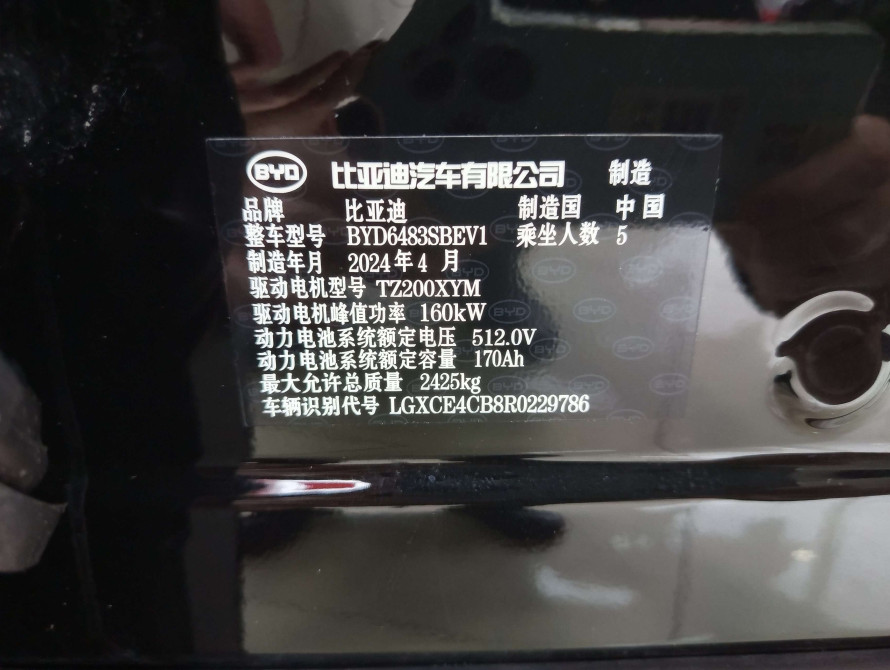 BYD 比亚迪汽车有限公司 制造
品牌 比亚迪 制造国 中国
整车型号 BYD6483SBEV1 乘坐人数 5
制造年月 2024年4月
驱动电机型号 TZ200XYM
驱动电机峰值功率 160kW
动力电池系统额定电压 512.0V
动力电池系统额定容量 170Ah
最大允许总质量 2425kg
车辆识别代号 LGXCE4CB8R0229786